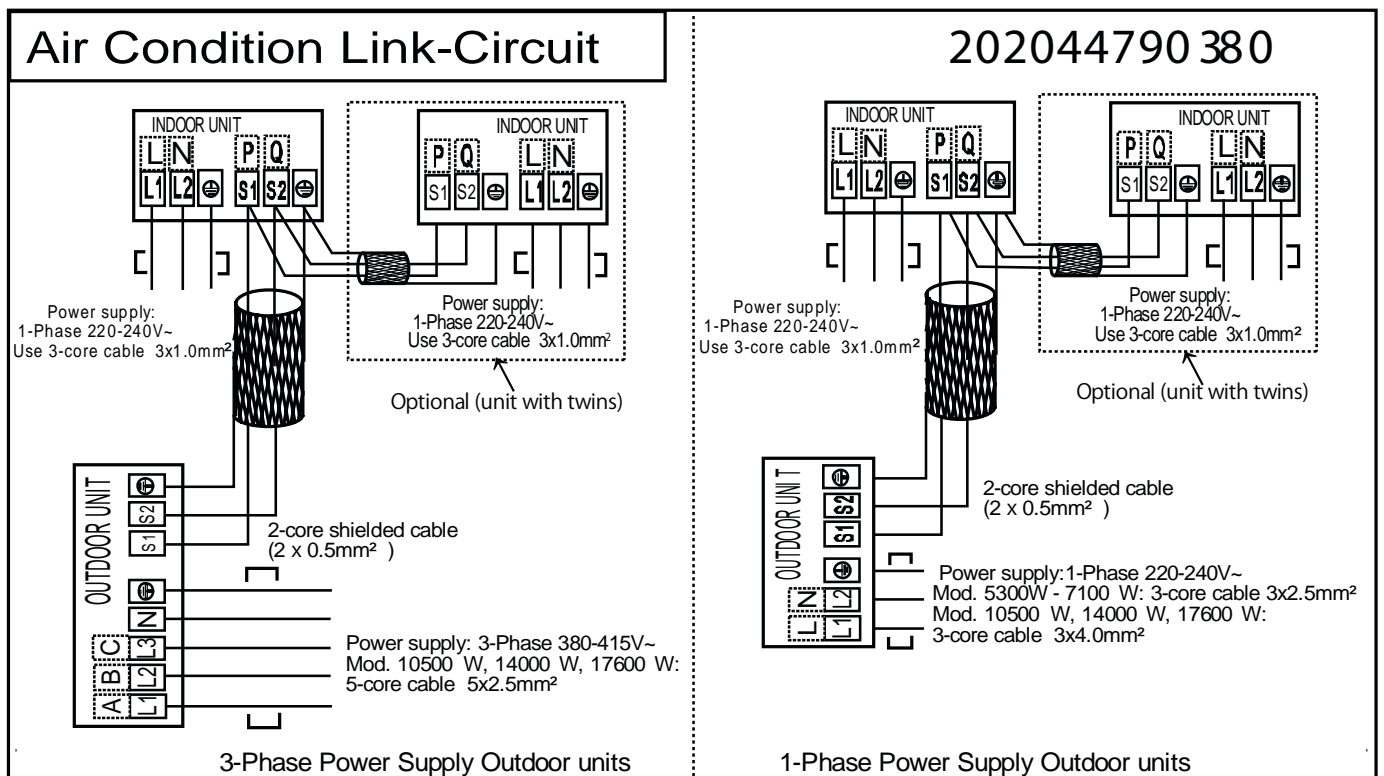 Air Condition Link-Circuit
202044790380
INDOOR UNIT
L N P Q
L1 L2 S1 S2
INDOOR UNIT
P Q L N
S1 S2 L1 L2
Power supply:
1-Phase 220-240V~
Use 3-core cable 3x1.0mm²
Power supply:
1-Phase 220-240V~
Use 3-core cable 3x1.0mm²
Optional (unit with twins)
OUTDOOR UNIT
S2
S1
N
C L3
B L2
A L1
2-core shielded cable
(2 x 0.5mm² )
Power supply: 3-Phase 380-415V~
Mod. 10500 W, 14000 W, 17600 W:
5-core cable 5x2.5mm²
3-Phase Power Supply Outdoor units
INDOOR UNIT
L N P Q
L1 L2 S1 S2
INDOOR UNIT
P Q L N
S1 S2 L1 L2
Power supply:
1-Phase 220-240V~
Use 3-core cable 3x1.0mm²
Power supply:
1-Phase 220-240V~
Use 3-core cable 3x1.0mm²
Optional (unit with twins)
OUTDOOR UNIT
S2
S1
N L2
L L1
2-core shielded cable
(2 x 0.5mm² )
Power supply:1-Phase 220-240V~
Mod. 5300W - 7100 W: 3-core cable 3x2.5mm²
Mod. 10500 W, 14000 W, 17600 W:
3-core cable 3x4.0mm²
1-Phase Power Supply Outdoor units